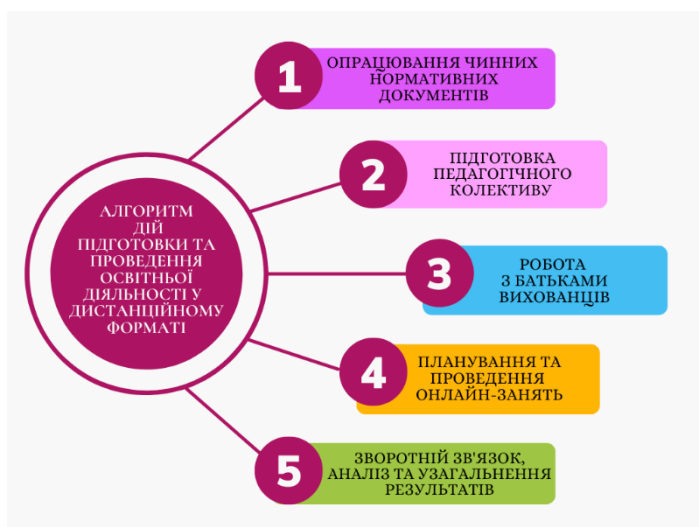 АЛГОРИТМ
ДІЙ
ПІДГОТОВКИ ТА
ПРОВЕДЕННЯ
ОСВІТНЬОЇ
ДІЯЛЬНОСТІ У
ДИСТАНЦІЙНОМУ
ФОРМАТІ
1
ОПРАЦЮВАННЯ ЧИННИХ
НОРМАТИВНИХ
ДОКУМЕНТІВ
2
ПІДГОТОВКА
ПЕДАГОГІЧНОГО
КОЛЕКТИВУ
3
РОБОТА
З БАТЬКАМИ
ВИХОВАНЦІВ
4
ПЛАНУВАННЯ ТА
ПРОВЕДЕННЯ
ОНЛАЙН-ЗАНЯТЬ
5
ЗВОРОТНІЙ ЗВ'ЯЗОК,
АНАЛІЗ ТА УЗАГАЛЬНЕННЯ
РЕЗУЛЬТАТІВ